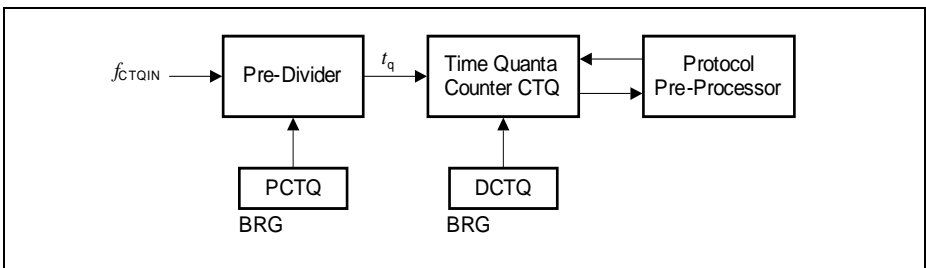 fCTQIN
Pre-Divider
tq
Time Quanta
Counter CTQ
Protocol
Pre-Processor
PCTQ
BRG
DCTQ
BRG